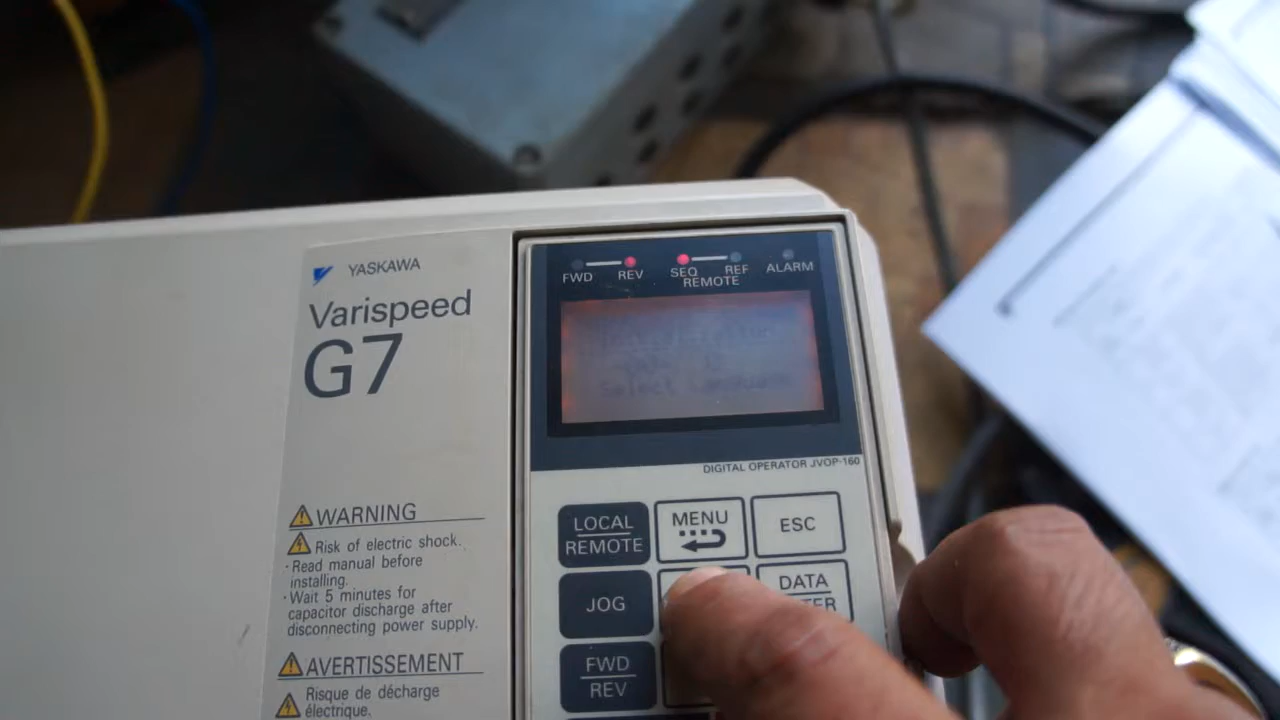 YASKAWA
Varispeed
G7
WARNING
Risk of electric shock.
· Read manual before
installing.
· Wait 5 minutes for
capacitor discharge after
disconnecting power supply.
AVERTISSEMENT
Risque de décharge
électrique.
FWD REV SEQ REF ALARM
REMOTE
DIGITAL OPERATOR JVOP-160
LOCAL
REMOTE
MENU
ESC
JOG
DATA
FWD
REV